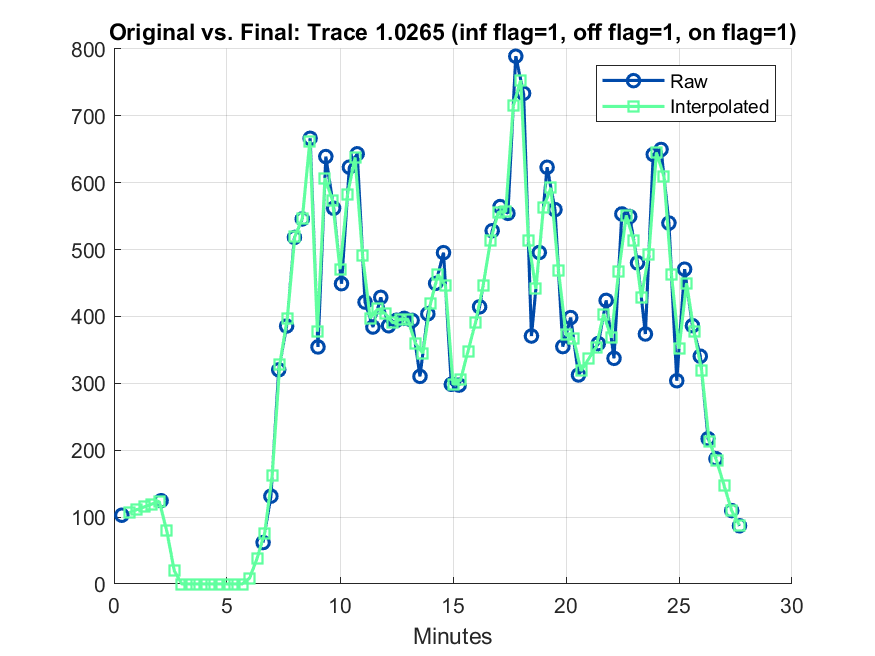 Original vs. Final: Trace 1.0265 (inf flag=1, off flag=1, on flag=1)
800
700
600
500
400
300
200
100
0
Raw
Interpolated
0 5 10 15 20 25 30
Minutes